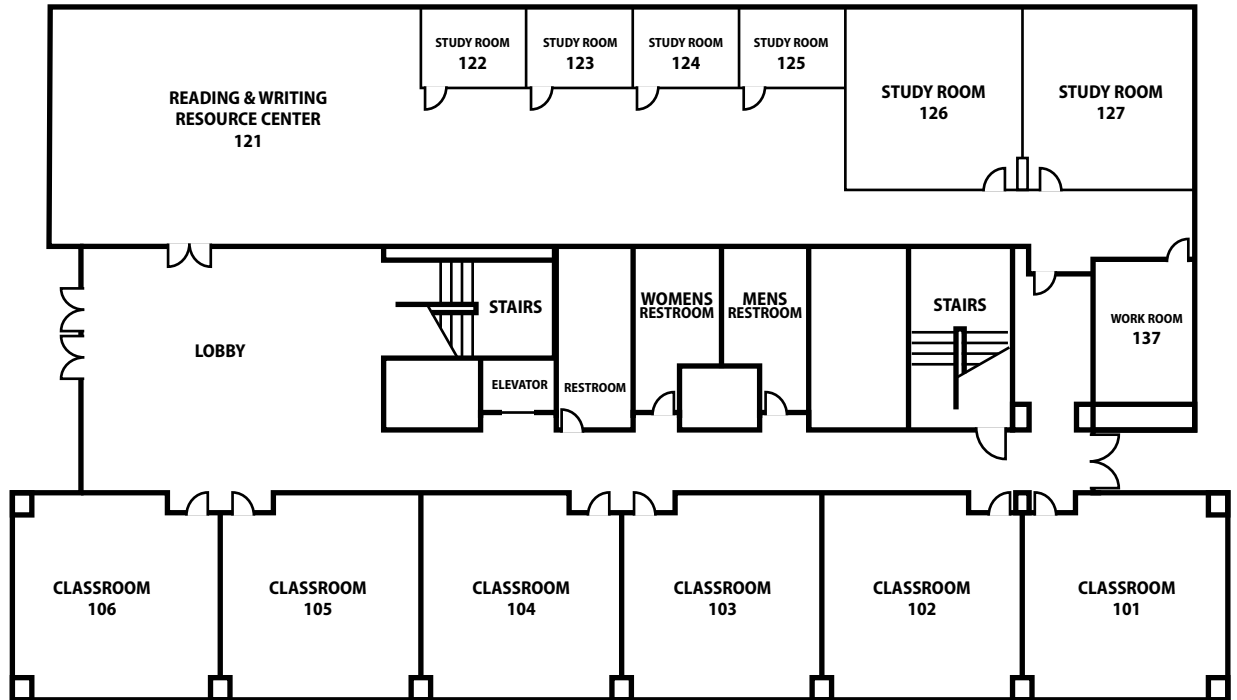 STUDY ROOM
122
STUDY ROOM
123
STUDY ROOM
124
STUDY ROOM
125
READING & WRITING
RESOURCE CENTER
121
STUDY ROOM
126
STUDY ROOM
127
STAIRS
WOMENS
RESTROOM
MENS
RESTROOM
STAIRS
WORK ROOM
137
LOBBY
ELEVATOR
RESTROOM
CLASSROOM
106
CLASSROOM
105
CLASSROOM
104
CLASSROOM
103
CLASSROOM
102
CLASSROOM
101